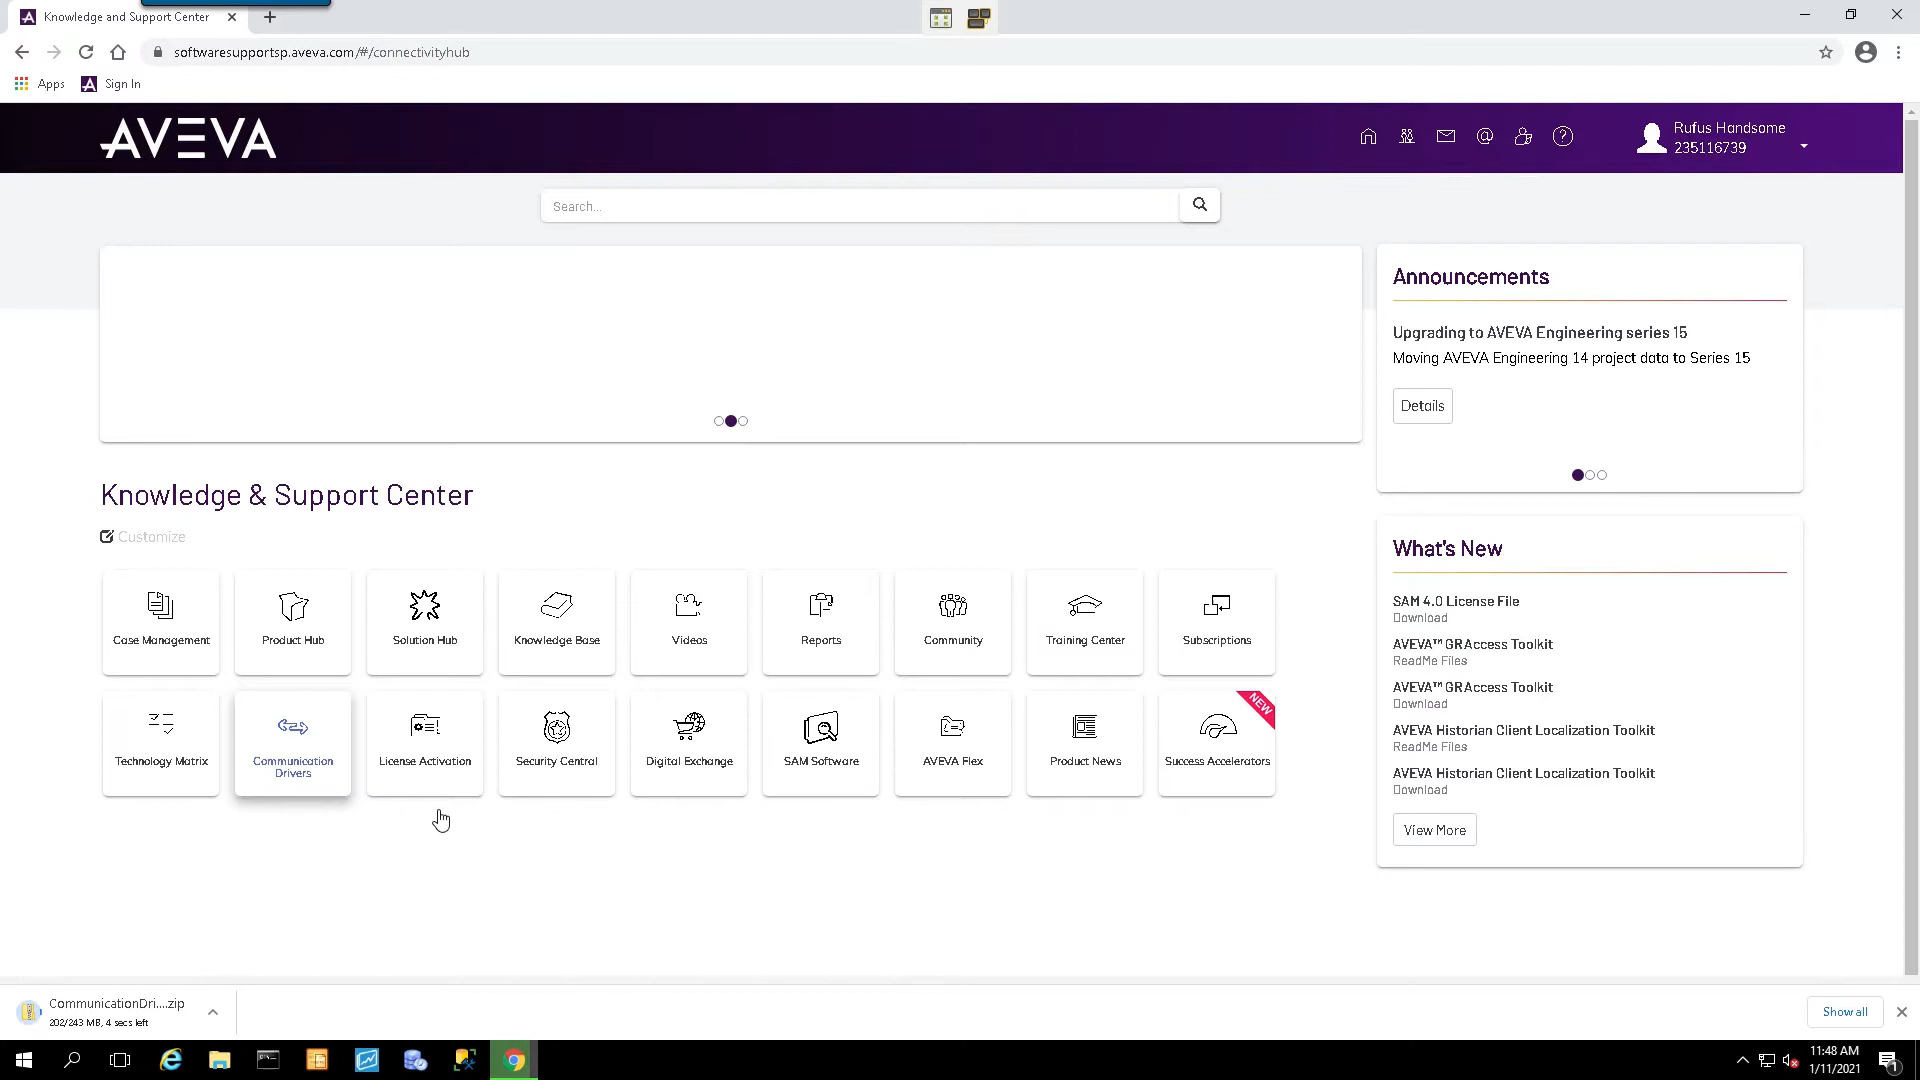 Knowledge and Support Center
softwaresupportsp.aveva.com/#/connectivityhub
Apps
Sign In
AVEVA
Rufus Handsome
235116739
Search...
Announcements
Upgrading to AVEVA Engineering series 15
Moving AVEVA Engineering 14 project data to Series 15
Details
Knowledge & Support Center
Customize
Case Management
Product Hub
Solution Hub
Knowledge Base
Videos
Reports
Community
Training Center
Subscriptions
Technology Matrix
Communication
Drivers
License Activation
Security Central
Digital Exchange
SAM Software
AVEVA Flex
Product News
NEW
Success Accelerators
What's New
SAM 4.0 License File
Download
AVEVA™ GRAccess Toolkit
ReadMe Files
AVEVA™ GRAccess Toolkit
Download
AVEVA Historian Client Localization Toolkit
ReadMe Files
AVEVA Historian Client Localization Toolkit
Download
View More
CommunicationDri....zip
202/243 MB, 4 secs left
Show all
11:48 AM
1/11/2021
1